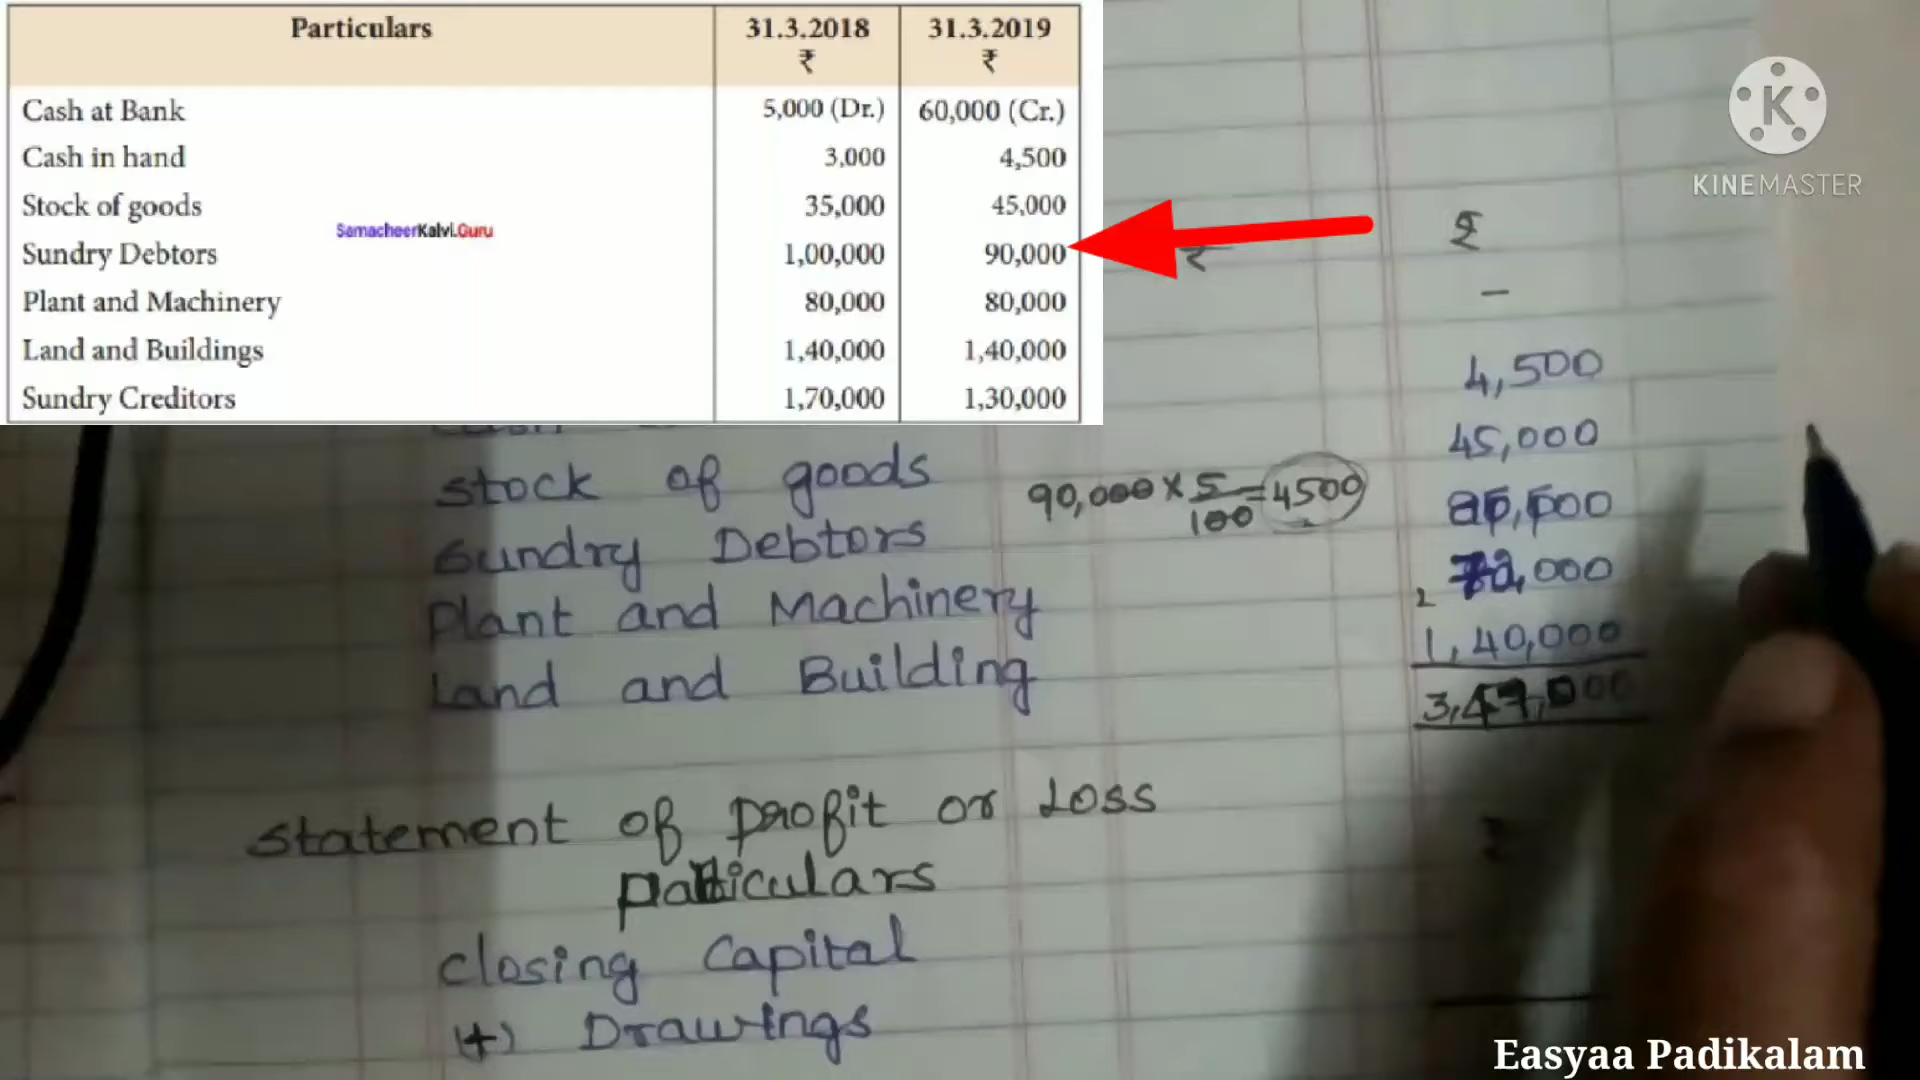 Particulars 31.3.2018 31.3.2019
₹ ₹
Cash at Bank 5,000 (Dr.) 60,000 (Cr.)
Cash in hand 3,000 4,500
Stock of goods 35,000 45,000
SamacheerKalvi.Guru
Sundry Debtors 1,00,000 90,000
Plant and Machinery 80,000 80,000
Land and Buildings 1,40,000 1,40,000
Sundry Creditors 1,70,000 1,30,000
K
KINEMASTER
₹ ₹
-
4,500
45,000
stock of goods 90,000 × 5/100 = 4500
Sundry Debtors
Plant and Machinery
2
Land and Building 1,40,000
3,47,000
Statement of profit or Loss ₹
Particulars
closing capital
(+) Drawings
Easyaa Padikalam